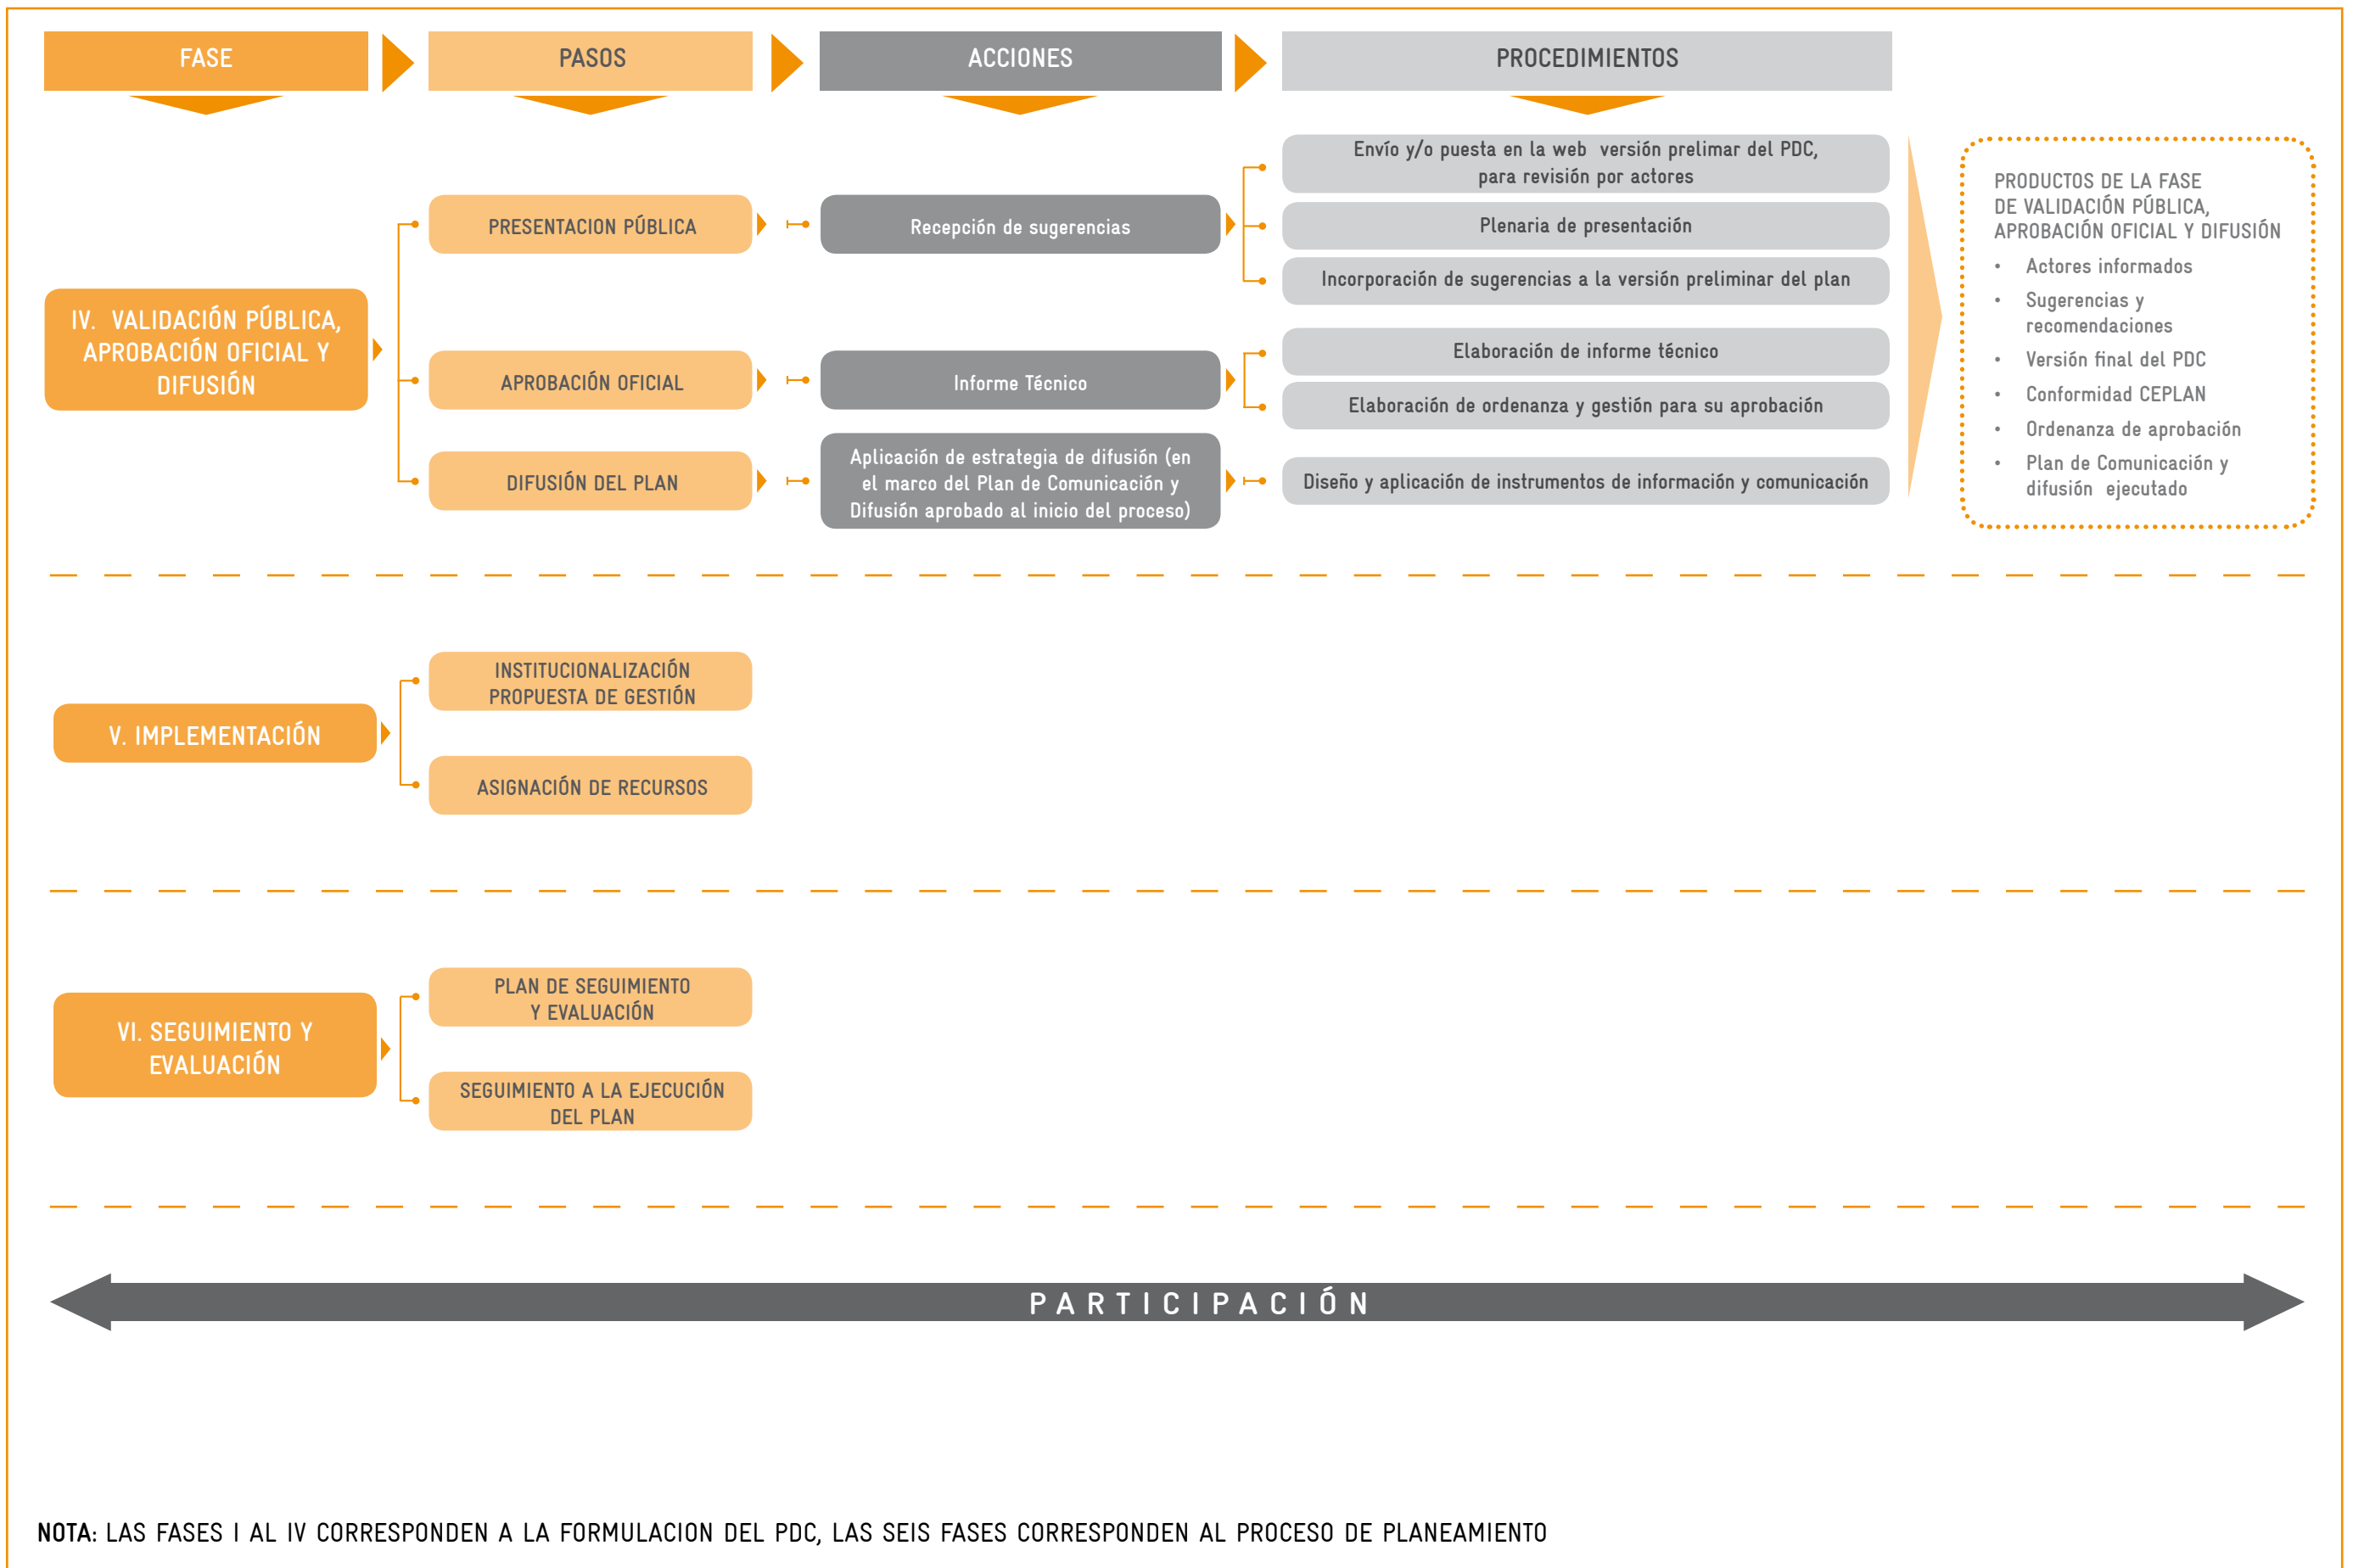 FASE
PASOS
ACCIONES
PROCEDIMIENTOS
IV. VALIDACIÓN PÚBLICA,
APROBACIÓN OFICIAL Y
DIFUSIÓN
PRESENTACION PÚBLICA
Recepción de sugerencias
Envío y/o puesta en la web versión prelimar del PDC,
para revisión por actores
Plenaria de presentación
Incorporación de sugerencias a la versión preliminar del plan
APROBACIÓN OFICIAL
Informe Técnico
Elaboración de informe técnico
Elaboración de ordenanza y gestión para su aprobación
DIFUSIÓN DEL PLAN
Aplicación de estrategia de difusión (en
el marco del Plan de Comunicación y
Difusión aprobado al inicio del proceso)
Diseño y aplicación de instrumentos de información y comunicación
PRODUCTOS DE LA FASE
DE VALIDACIÓN PÚBLICA,
APROBACIÓN OFICIAL Y DIFUSIÓN
• Actores informados
• Sugerencias y
recomendaciones
• Versión final del PDC
• Conformidad CEPLAN
• Ordenanza de aprobación
• Plan de Comunicación y
difusión ejecutado
V. IMPLEMENTACIÓN
INSTITUCIONALIZACIÓN
PROPUESTA DE GESTIÓN
ASIGNACIÓN DE RECURSOS
VI. SEGUIMIENTO Y
EVALUACIÓN
PLAN DE SEGUIMIENTO
Y EVALUACIÓN
SEGUIMIENTO A LA EJECUCIÓN
DEL PLAN
PARTICIPACIÓN
NOTA: LAS FASES I AL IV CORRESPONDEN A LA FORMULACION DEL PDC, LAS SEIS FASES CORRESPONDEN AL PROCESO DE PLANEAMIENTO